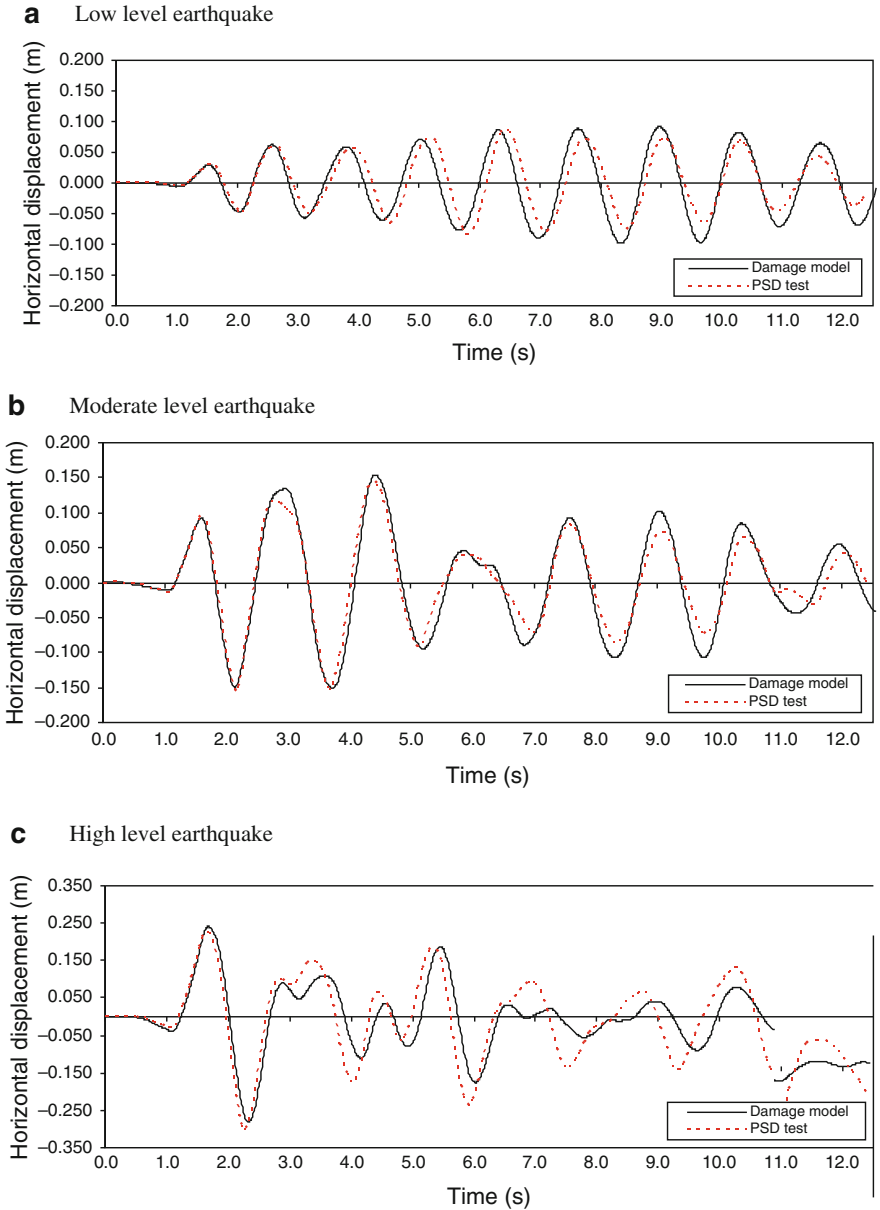 a Low level earthquake
Horizontal displacement (m)
0.200
0.150
0.100
0.050
0.000
−0.050
−0.100
−0.150
−0.200
Damage model
PSD test
0.0 1.0 2.0 3.0 4.0 5.0 6.0 7.0 8.0 9.0 10.0 11.0 12.0
Time (s)
b Moderate level earthquake
Horizontal displacement (m)
0.200
0.150
0.100
0.050
0.000
−0.050
−0.100
−0.150
−0.200
Damage model
PSD test
0.0 1.0 2.0 3.0 4.0 5.0 6.0 7.0 8.0 9.0 10.0 11.0 12.0
Time (s)
c High level earthquake
Horizontal displacement (m)
0.350
0.250
0.150
0.050
−0.050
−0.150
−0.250
−0.350
Damage model
PSD test
0.0 1.0 2.0 3.0 4.0 5.0 6.0 7.0 8.0 9.0 10.0 11.0 12.0
Time (s)